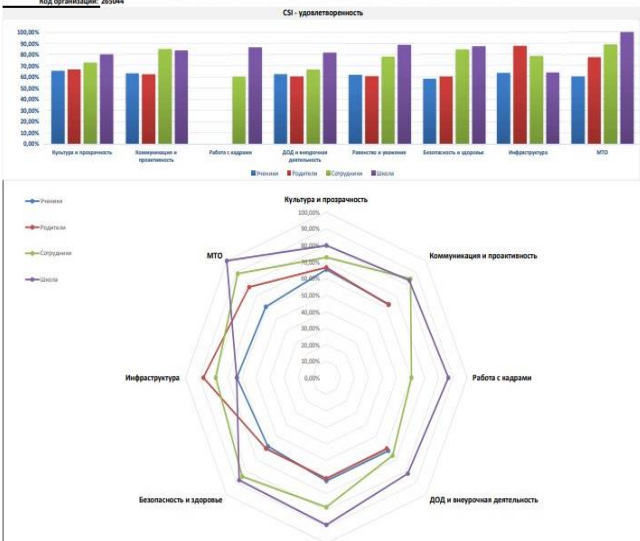 Код организации: 265044
CSI - удовлетворенность
100,00%
90,00%
80,00%
70,00%
60,00%
50,00%
40,00%
30,00%
20,00%
10,00%
0,00%
Культура и прозрачность
Коммуникация и проактивность
Работа с кадрами
ДОД и внеурочная деятельность
Равенство и уважение
Безопасность и здоровье
Инфраструктура
МТО
Ученики
Родители
Сотрудники
Школа
Ученики
Родители
Сотрудники
Школа
Культура и прозрачность
100,00%
90,00%
80,00%
70,00%
60,00%
50,00%
40,00%
30,00%
20,00%
10,00%
0,00%
МТО
Коммуникация и проактивность
Инфраструктура
Работа с кадрами
Безопасность и здоровье
ДОД и внеурочная деятельность